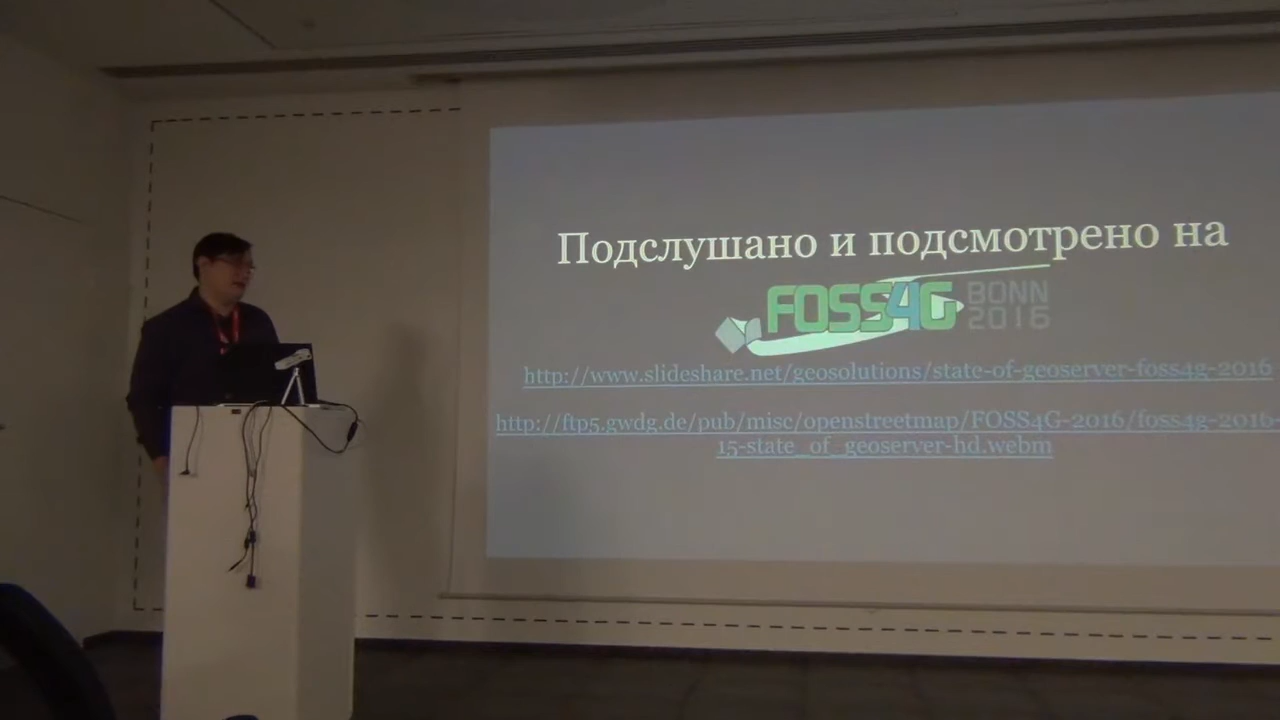 Подслушано и подсмотрено на
FOSS4G BONN
2016
http://www.slideshare.net/geosolutions/state-of-geoserver-foss4g-2016
http://ftp5.gwdg.de/pub/misc/openstreetmap/FOSS4G-2016/foss4g-2016-
15-state_of_geoserver-hd.webm